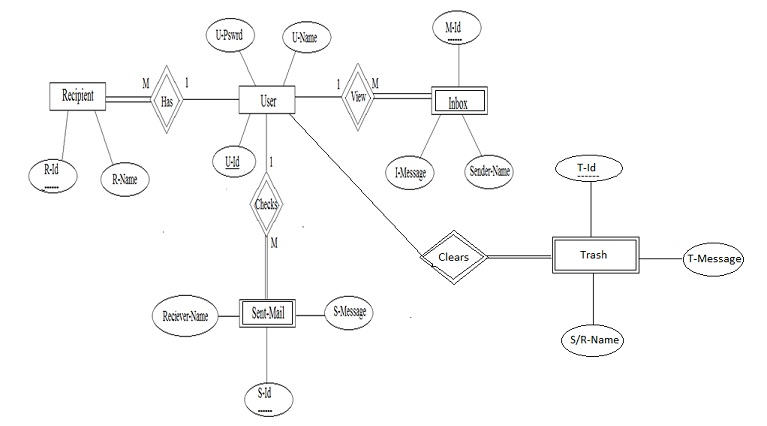 U-Pswrd
U-Name
M-Id
Recipient
M
Has
1
User
1
View
M
Inbox
R-Id
R-Name
U-Id
1
I-Message
Sender-Name
Checks
M
T-Id
Clears
Trash
T-Message
Reciever-Name
Sent-Mail
S-Message
S/R-Name
S-Id